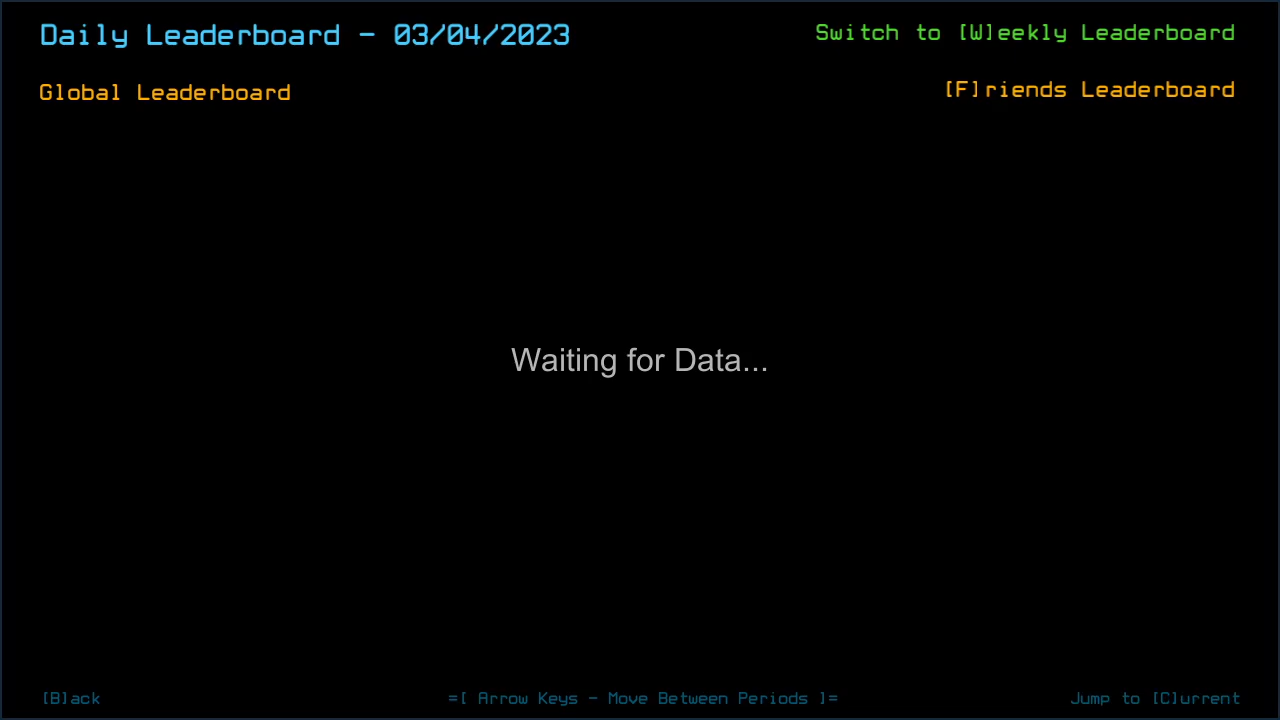 Daily Leaderboard - 03/04/2023
Switch to [W]eekly Leaderboard
Global Leaderboard
[F]riends Leaderboard
Waiting for Data...
[B]ack
=[ Arrow Keys - Move Between Periods ]=
Jump to [C]urrent